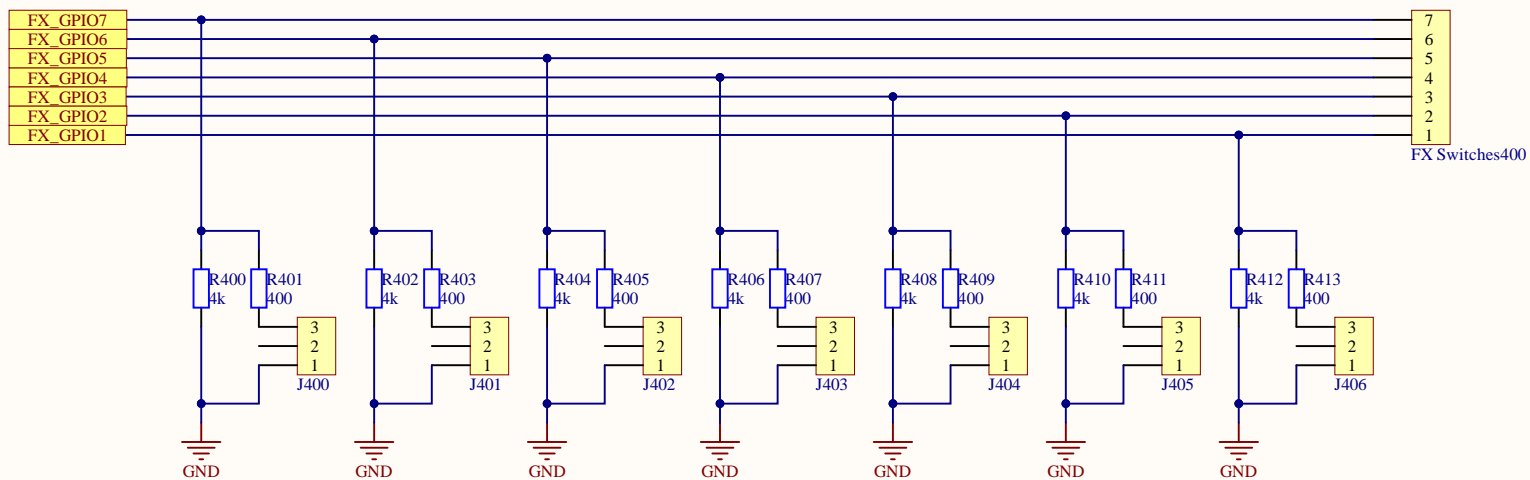 FX_GPIO7
FX_GPIO6
FX_GPIO5
FX_GPIO4
FX_GPIO3
FX_GPIO2
FX_GPIO1
7
6
5
4
3
2
1
FX Switches400
R400
4k
R401
400
3
2
1
J400
GND
R402
4k
R403
400
3
2
1
J401
GND
R404
4k
R405
400
3
2
1
J402
GND
R406
4k
R407
400
3
2
1
J403
GND
R408
4k
R409
400
3
2
1
J404
GND
R410
4k
R411
400
3
2
1
J405
GND
R412
4k
R413
400
3
2
1
J406
GND